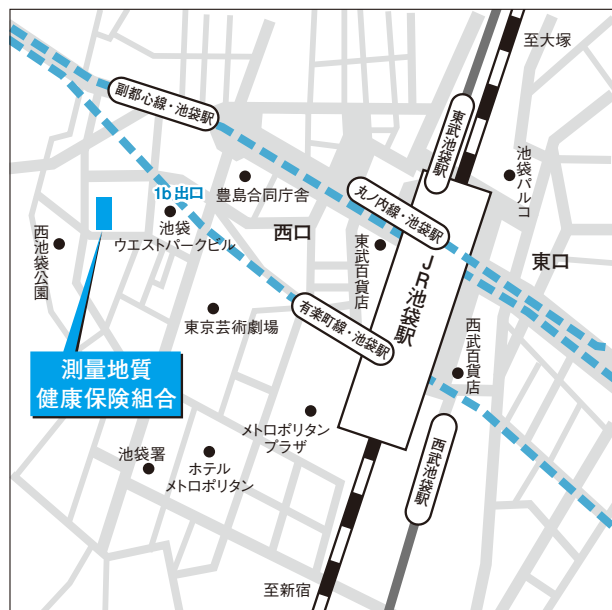 至大塚
副都心線・池袋駅
東武池袋駅
池袋パルコ
豊島合同庁舎
1b出口
丸ノ内線・池袋駅
池袋
ウエストパークビル
西口
東武百貨店
JR池袋駅
東口
西池袋公園
東京芸術劇場
有楽町線・池袋駅
西武百貨店
測量地質
健康保険組合
メトロポリタン
プラザ
池袋署
ホテル
メトロポリタン
西武池袋駅
至新宿